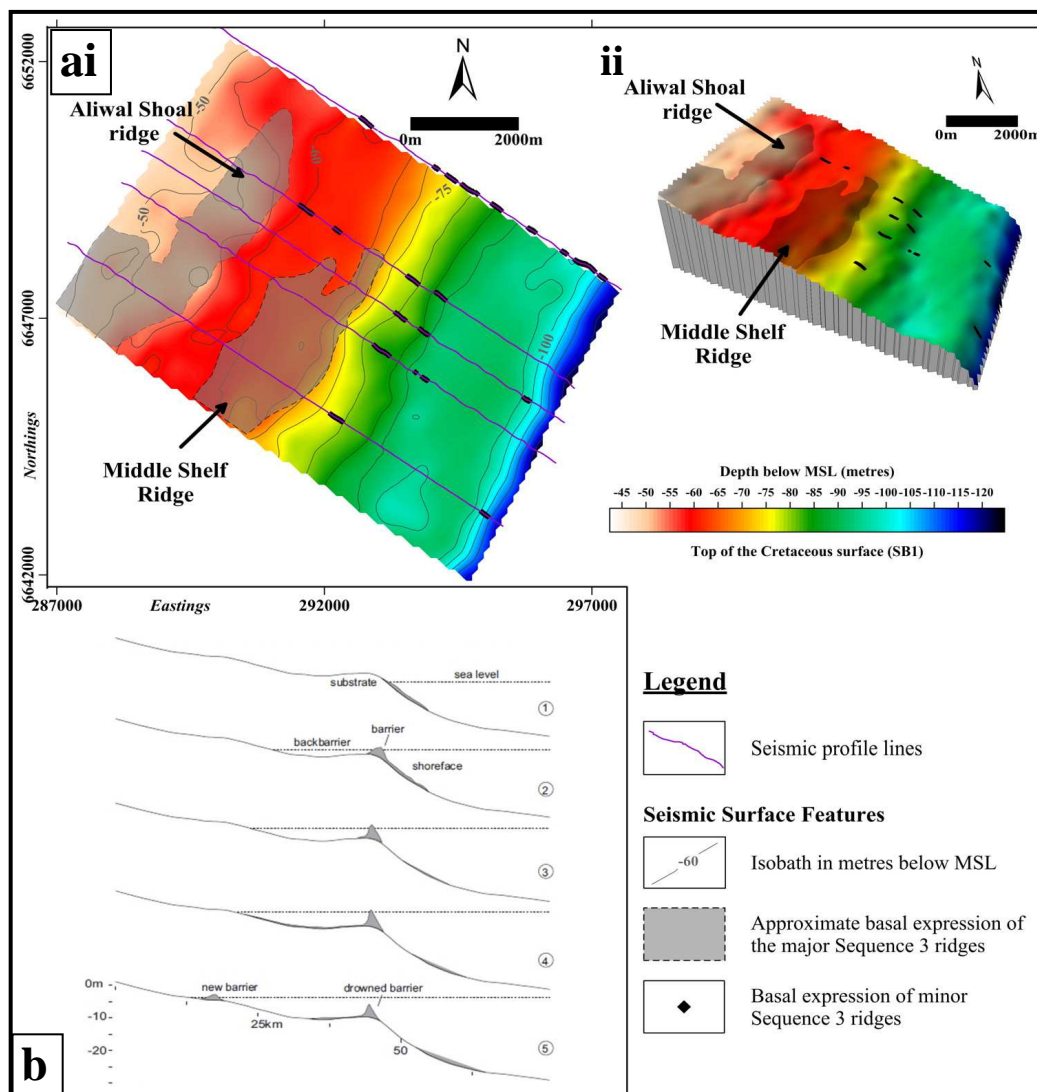 ai
6652000
6647000
6642000
Northings
287000
Eastings
292000
297000
Aliwal Shoal
ridge
N
0m
2000m
-50
-60
-50
-75
-100
Middle Shelf
Ridge
ii
Aliwal Shoal
ridge
N
0m
2000m
Middle Shelf
Ridge
Depth below MSL (metres)
-45 -50 -55 -60 -65 -70 -75 -80 -85 -90 -95 -100 -105 -110 -115 -120
Top of the Cretaceous surface (SB1)
b
substrate
sea level
1
backbarrier
barrier
shoreface
2
3
4
0m
-10
-20
new barrier
drowned barrier
25km
50
5
Legend
Seismic profile lines
Seismic Surface Features
-60
Isobath in metres below MSL
Approximate basal expression of
the major Sequence 3 ridges
Basal expression of minor
Sequence 3 ridges